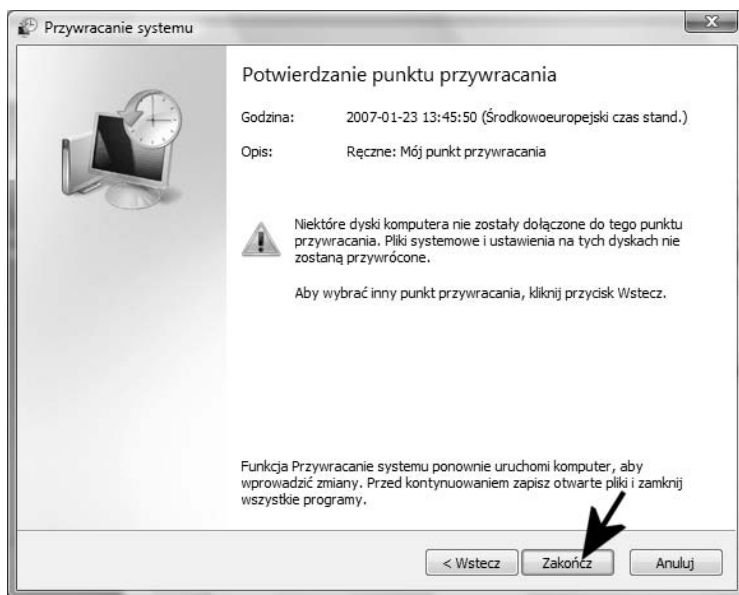 Przywracanie systemu
Potwierdzanie punktu przywracania
Godzina: 2007-01-23 13:45:50 (Środkowoeuropejski czas stand.)
Opis: Ręczne: Mój punkt przywracania
Niektóre dyski komputera nie zostały dołączone do tego punktu
przywracania. Pliki systemowe i ustawienia na tych dyskach nie
zostaną przywrócone.
Aby wybrać inny punkt przywracania, kliknij przycisk Wstecz.
Funkcja Przywracanie systemu ponownie uruchomi komputer, aby
wprowadzić zmiany. Przed kontynuowaniem zapisz otwarte pliki i zamknij
wszystkie programy.
< Wstecz Zakończ Anuluj